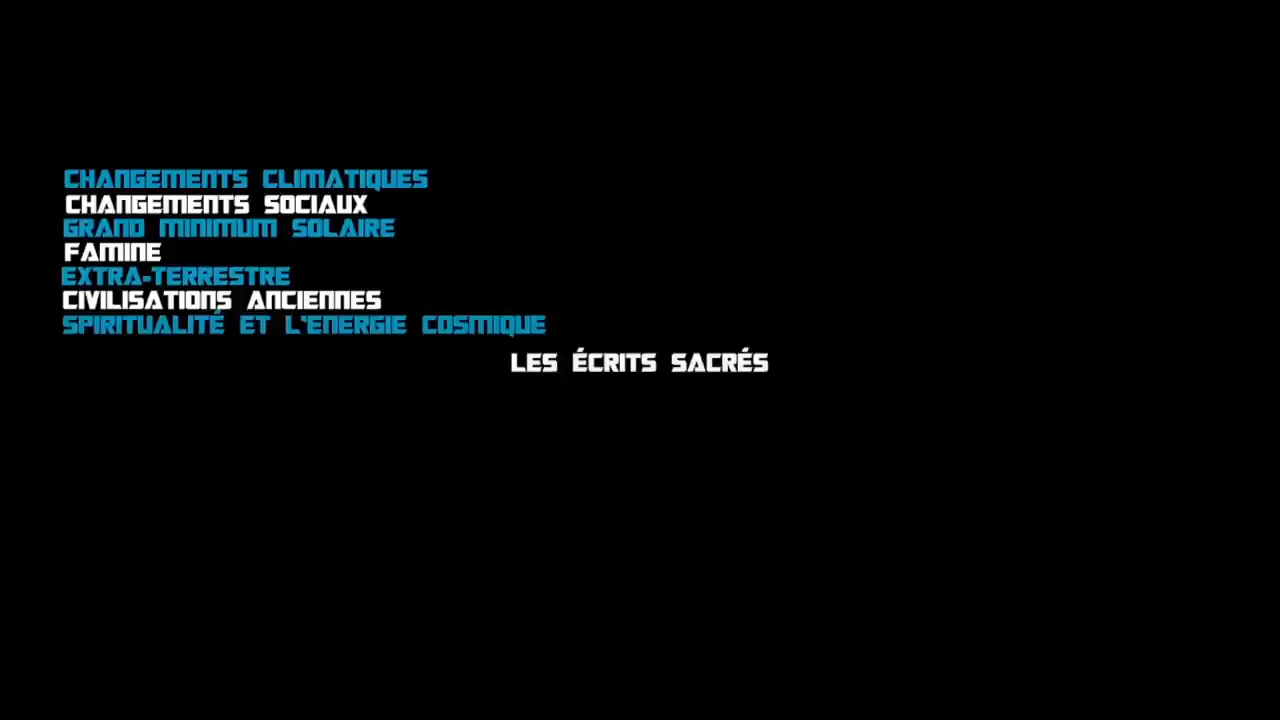 CHANGEMENTS CLIMATIQUES
CHANGEMENTS SOCIAUX
GRAND MINIMUM SOLAIRE
FAMINE
EXTRA-TERRESTRE
CIVILISATIONS ANCIENNES
SPIRITUALITÉ ET L'ENERGIE COSMIQUE
LES ÉCRITS SACRÉS